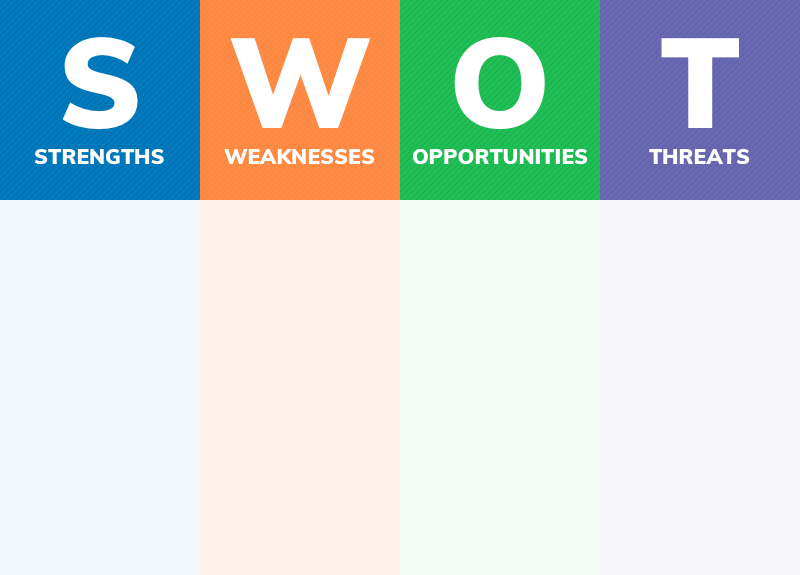 S W O T
STRENGTHS WEAKNESSES OPPORTUNITIES THREATS